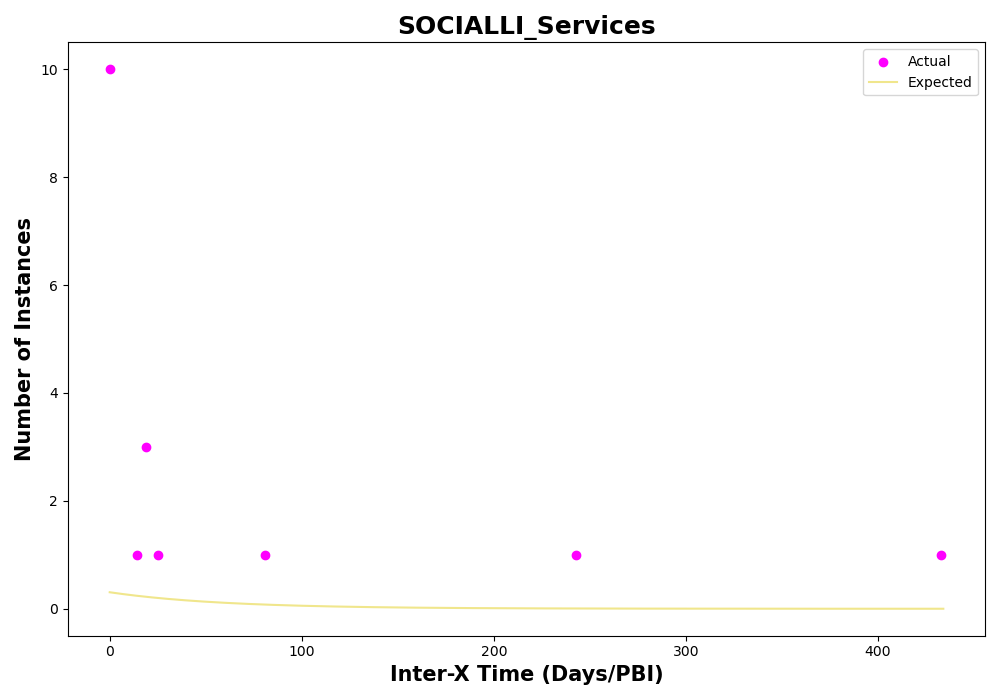 SOCIALLI_Services
Actual
Expected
Number of Instances
10
8
6
4
2
0
0 100 200 300 400
Inter-X Time (Days/PBI)